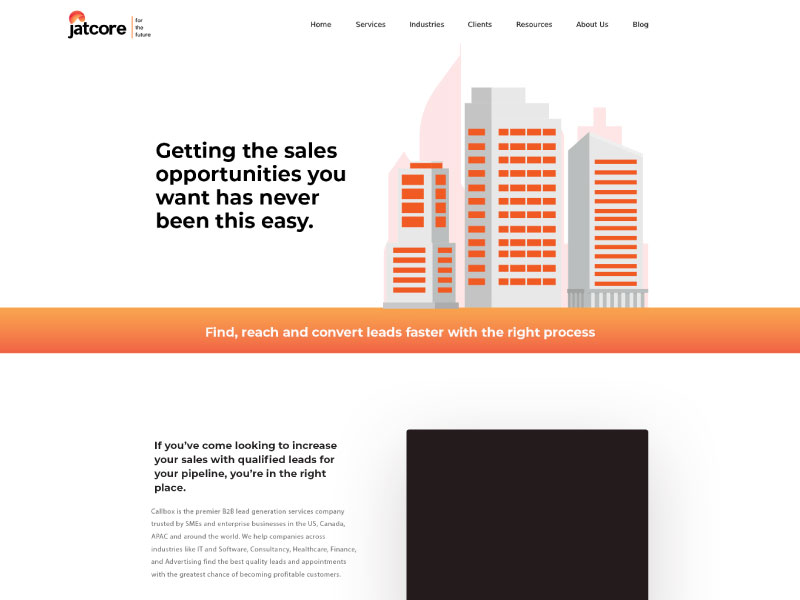 jatcore
for
the
future
Home Services Industries Clients Resources About Us Blog
Getting the sales
opportunities you
want has never
been this easy.
Find, reach and convert leads faster with the right process
If you’ve come looking to increase
your sales with qualified leads for
your pipeline, you’re in the right
place.
Callbox is the premier B2B lead generation services company
trusted by SMEs and enterprise businesses in the US, Canada,
APAC and around the world. We help companies across
industries like IT and Software, Consultancy, Healthcare, Finance,
and Advertising find the best quality leads and appointments
with the greatest chance of becoming profitable customers.